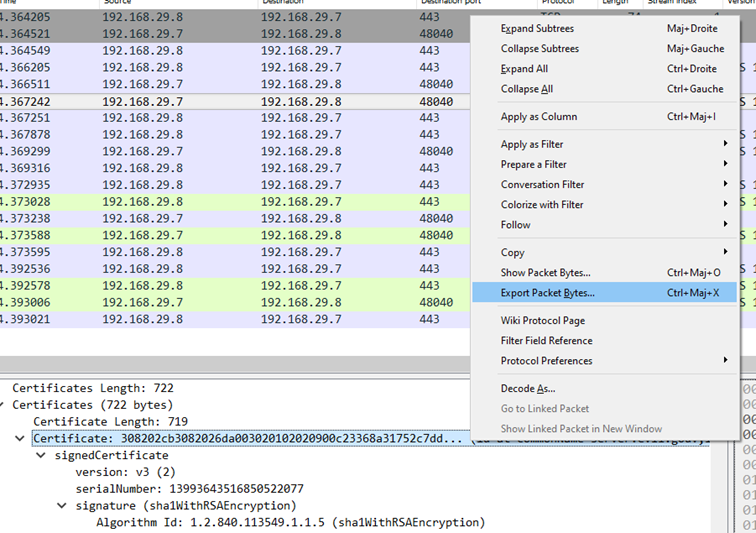 Time Source Destination Destination port Protocol Length Stream index Version
4.364205 192.168.29.8 192.168.29.7 443
4.364521 192.168.29.7 192.168.29.8 48040
4.364549 192.168.29.8 192.168.29.7 443
4.366205 192.168.29.8 192.168.29.7 443
4.366511 192.168.29.7 192.168.29.8 48040
4.367242 192.168.29.7 192.168.29.8 48040
4.367251 192.168.29.8 192.168.29.7 443
4.367878 192.168.29.8 192.168.29.7 443
4.369299 192.168.29.7 192.168.29.8 48040
4.369316 192.168.29.8 192.168.29.7 443
4.372935 192.168.29.8 192.168.29.7 443
4.373028 192.168.29.8 192.168.29.7 443
4.373238 192.168.29.7 192.168.29.8 48040
4.373588 192.168.29.7 192.168.29.8 48040
4.373595 192.168.29.8 192.168.29.7 443
4.392536 192.168.29.8 192.168.29.7 443
4.392578 192.168.29.8 192.168.29.7 443
4.393006 192.168.29.7 192.168.29.8 48040
4.393021 192.168.29.8 192.168.29.7 443
Expand Subtrees Maj+Droite
Collapse Subtrees Maj+Gauche
Expand All Ctrl+Droite
Collapse All Ctrl+Gauche
Apply as Column Ctrl+Maj+I
Apply as Filter
Prepare a Filter
Conversation Filter
Colorize with Filter
Follow
Copy
Show Packet Bytes... Ctrl+Maj+O
Export Packet Bytes... Ctrl+Maj+X
Wiki Protocol Page
Filter Field Reference
Protocol Preferences
Decode As...
Go to Linked Packet
Show Linked Packet in New Window
Certificates Length: 722
Certificates (722 bytes)
Certificate Length: 719
Certificate: 308202cb3082026da003020102020900c23368a31752c7dd...
signedCertificate
version: v3 (2)
serialNumber: 13993643516850522077
signature (sha1WithRSAEncryption)
Algorithm Id: 1.2.840.113549.1.1.5 (sha1WithRSAEncryption)